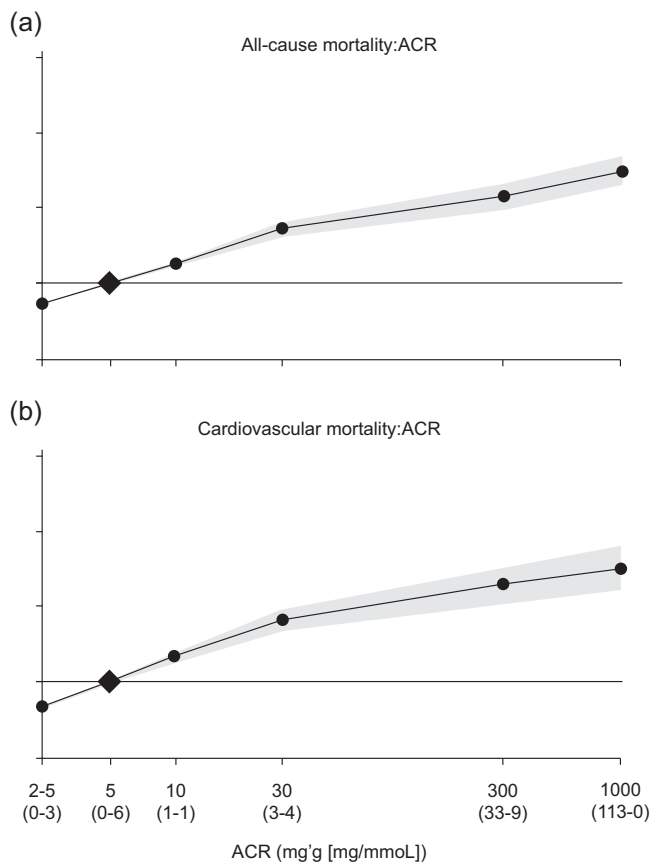 (a)
All-cause mortality:ACR
(b)
Cardiovascular mortality:ACR
2-5 5 10 30 300 1000
(0-3) (0-6) (1-1) (3-4) (33-9) (113-0)
ACR (mg'g [mg/mmoL])